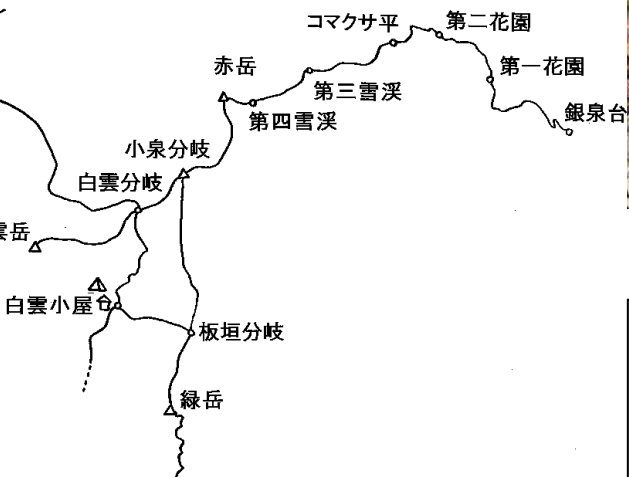 コマクサ平
第二花園
赤岳
第三雪渓
第一花園
第四雪渓
銀泉台
小泉分岐
白雲分岐
雲岳
白雲小屋
板垣分岐
緑岳